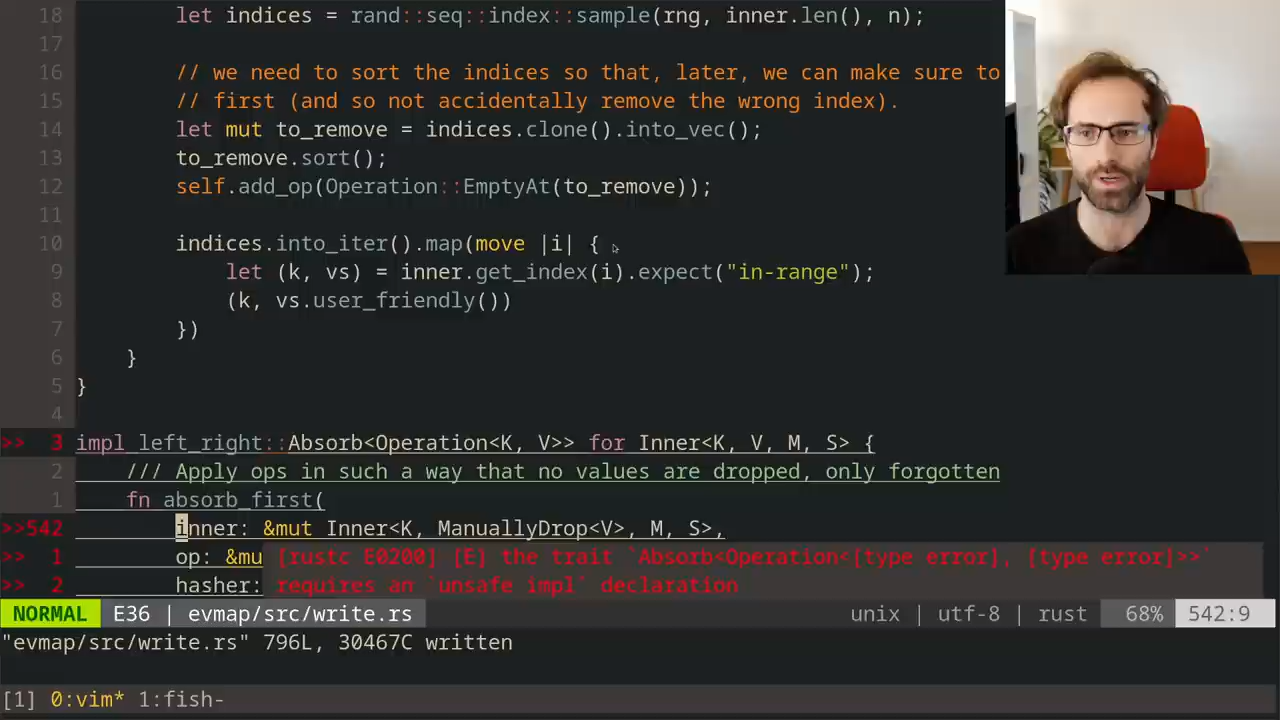 18 let indices = rand::seq::index::sample(rng, inner.len(), n);
17
16 // we need to sort the indices so that, later, we can make sure to
15 // first (and so not accidentally remove the wrong index).
14 let mut to_remove = indices.clone().into_vec();
13 to_remove.sort();
12 self.add_op(Operation::EmptyAt(to_remove));
11
10 indices.into_iter().map(move |i| {
9 let (k, vs) = inner.get_index(i).expect("in-range");
8 (k, vs.user_friendly())
7 })
6 }
5 }
4
>> 3 impl left_right::Absorb<Operation<K, V>> for Inner<K, V, M, S> {
2 /// Apply ops in such a way that no values are dropped, only forgotten
1 fn absorb_first(
>>542 inner: &mut Inner<K, ManuallyDrop<V>, M, S>,
>> 1 op: &mu [rustc E0200] [E] the trait `Absorb<Operation<[type error], [type error]>>`
>> 2 hasher: requires an `unsafe impl` declaration
NORMAL E36 | evmap/src/write.rs unix | utf-8 | rust 68% 542:9
"evmap/src/write.rs" 796L, 30467C written
[1] 0:vim* 1:fish-